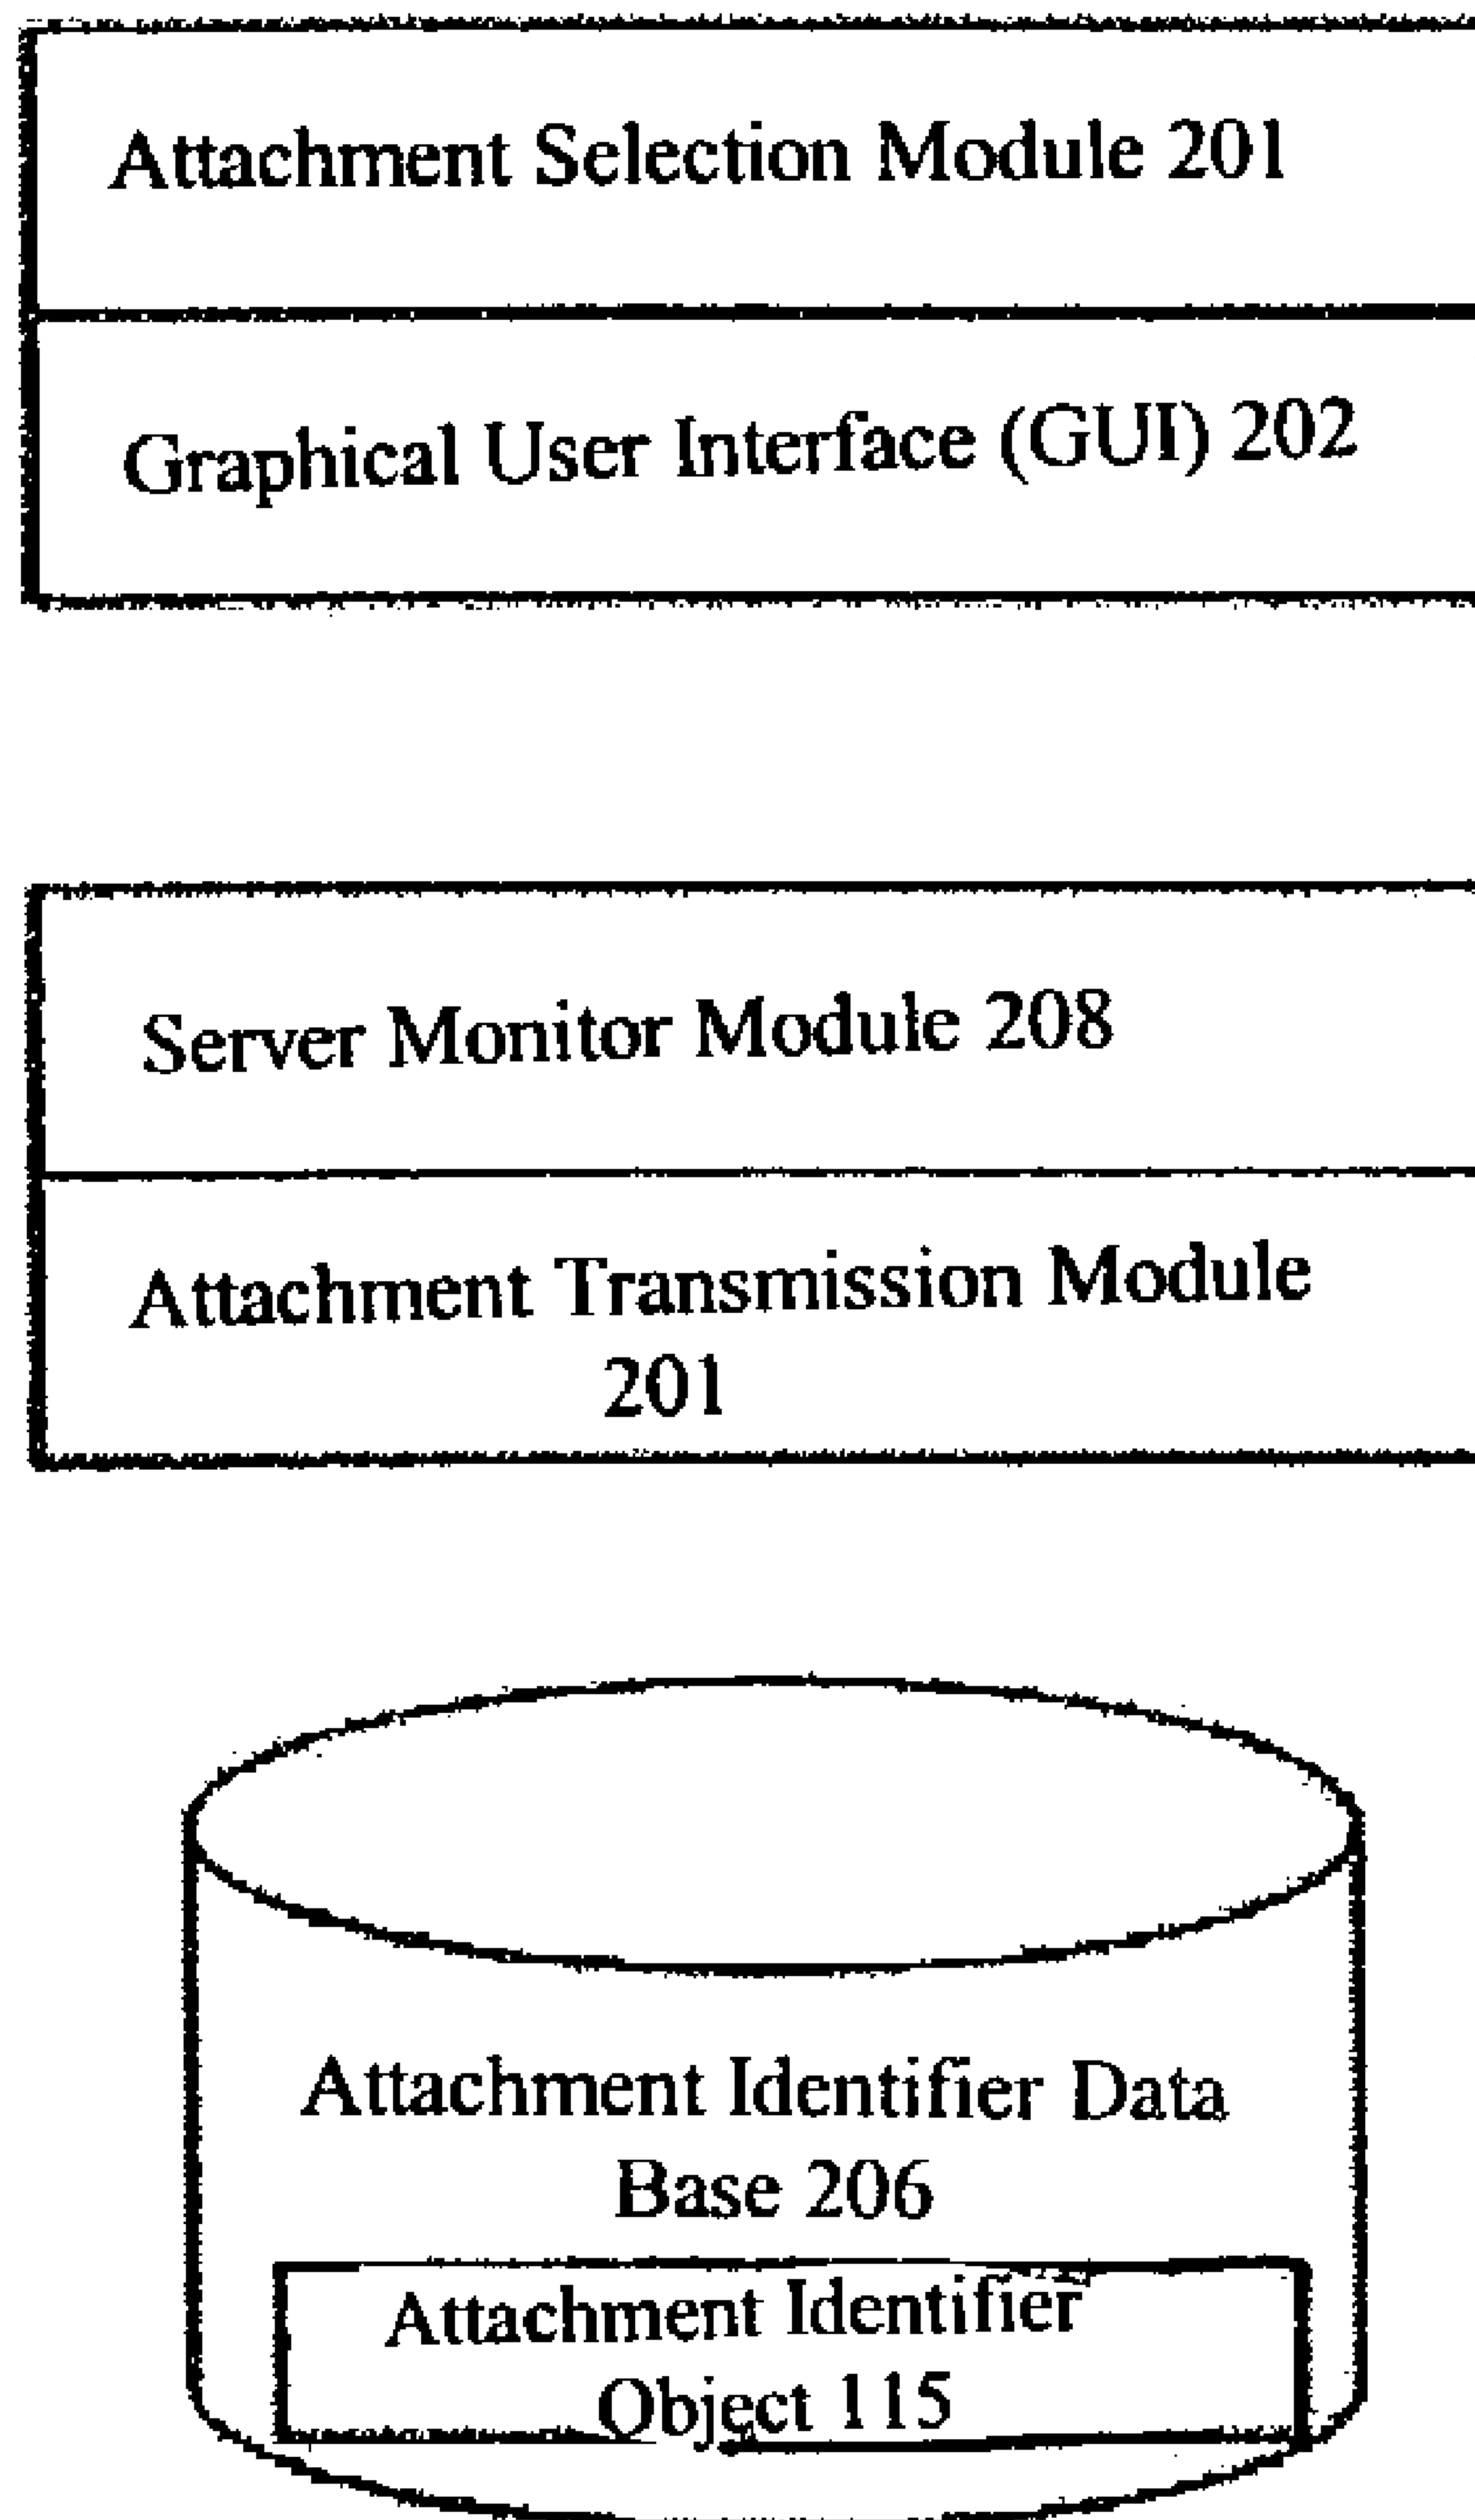 Attachment Selection Module 201
Graphical User Interface (GUI) 202
Server Monitor Module 208
Attachment Transmission Module
201
Attachment Identifier Data
Base 206
Attachment Identifier
Object 115